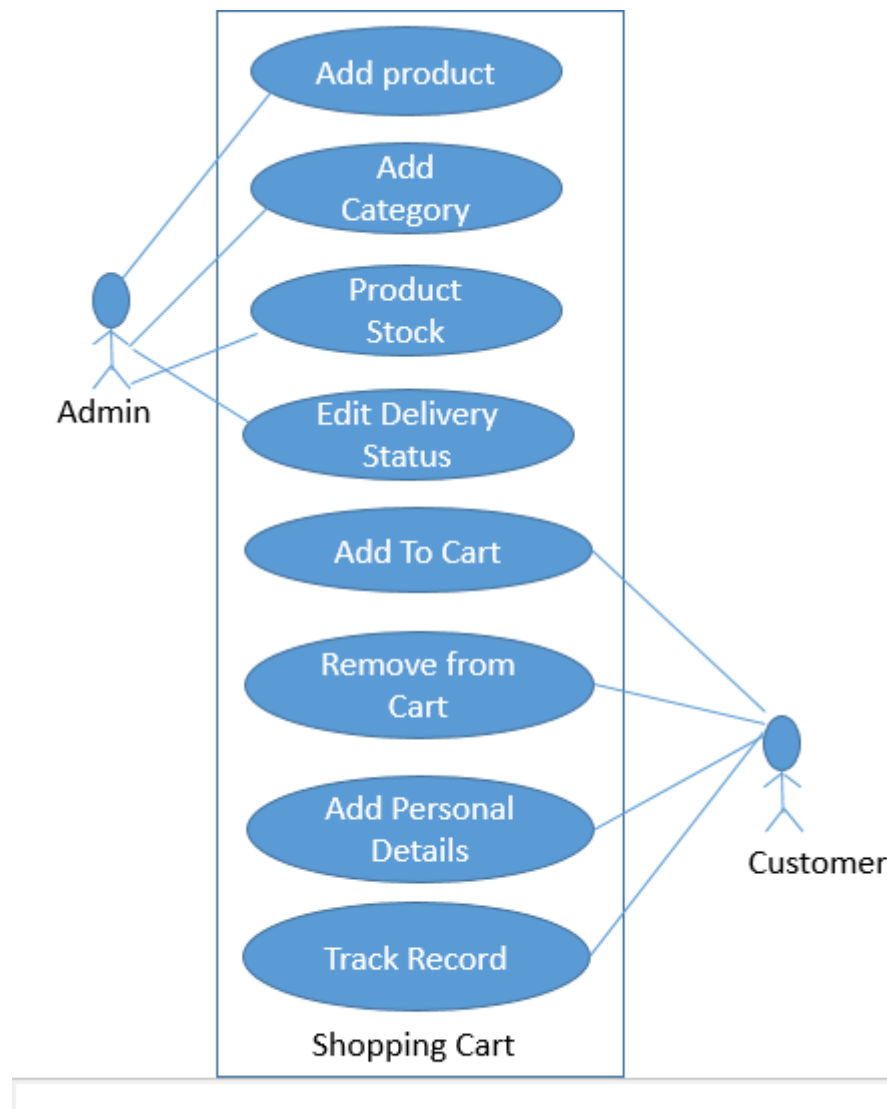 Add product
Add
Category
Product
Stock
Admin
Edit Delivery
Status
Add To Cart
Remove from
Cart
Add Personal
Details
Customer
Track Record
Shopping Cart